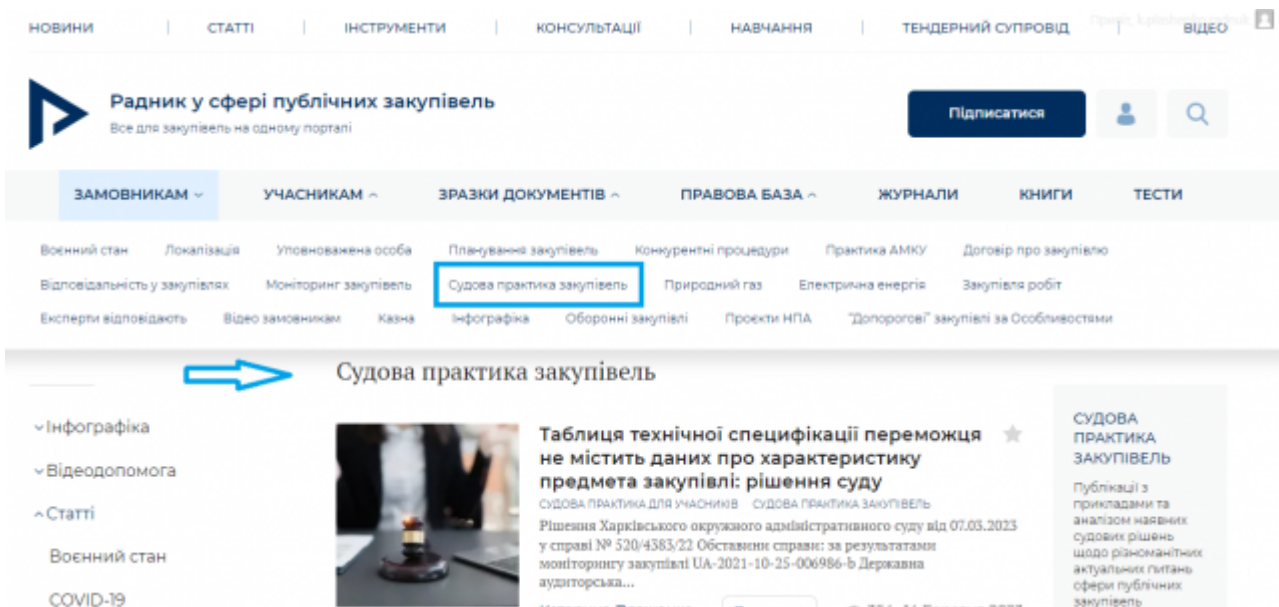 НОВИНИ СТАТТІ ІНСТРУМЕНТИ КОНСУЛЬТАЦІЇ НАВЧАННЯ ТЕНДЕРНИЙ СУПРОВІД ВІДЕО
Радник у сфері публічних закупівель
Все для закупівель на одному порталі
Підписатися
ЗАМОВНИКАМ УЧАСНИКАМ ЗРАЗКИ ДОКУМЕНТІВ ПРАВОВА БАЗА ЖУРНАЛИ КНИГИ ТЕСТИ
Воєнний стан Локалізація Уповноважена особа Планування закупівель Конкурентні процедури Практика АМКУ Договір про закупівлю
Відповідальність у закупівлях Моніторинг закупівель Судова практика закупівель Природний газ Електрична енергія Закупівля робіт
Експерти відповідають Відео замовникам Казна Інфографіка Оборонні закупівлі Проєкти НПА "Допорогові" закупівлі за Особливостями
Судова практика закупівель
Інфографіка
Відеодопомога
Статті
Воєнний стан
COVID-19
Таблиця технічної специфікації переможця
не містить даних про характеристику
предмета закупівлі: рішення суду
СУДОВА ПРАКТИКА ДЛЯ УЧАСНИКІВ СУДОВА ПРАКТИКА ЗАКУПІВЕЛЬ
Рішення Харківського окружного адміністративного суду від 07.03.2023
у справі № 520/4383/22 Обставини справи: за результатами
моніторингу закупівлі UA-2021-10-25-006986-b Державна
аудиторська...
СУДОВА
ПРАКТИКА
ЗАКУПІВЕЛЬ
Публікації з
прикладами та
аналізом наявних
судових рішень
щодо різноманітних
актуальних питань
сфери публічних
закупівель